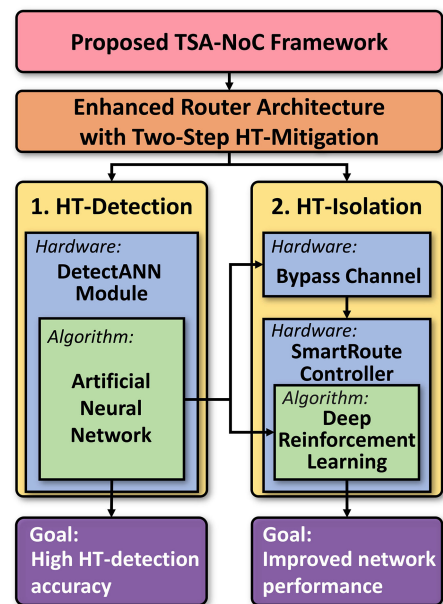 Proposed TSA-NoC Framework
Enhanced Router Architecture
with Two-Step HT-Mitigation
1. HT-Detection
Hardware:
DetectANN
Module
Algorithm:
Artificial
Neural
Network
Goal:
High HT-detection
accuracy
2. HT-Isolation
Hardware:
Bypass Channel
Hardware:
SmartRoute
Controller
Algorithm:
Deep
Reinforcement
Learning
Goal:
Improved network
performance